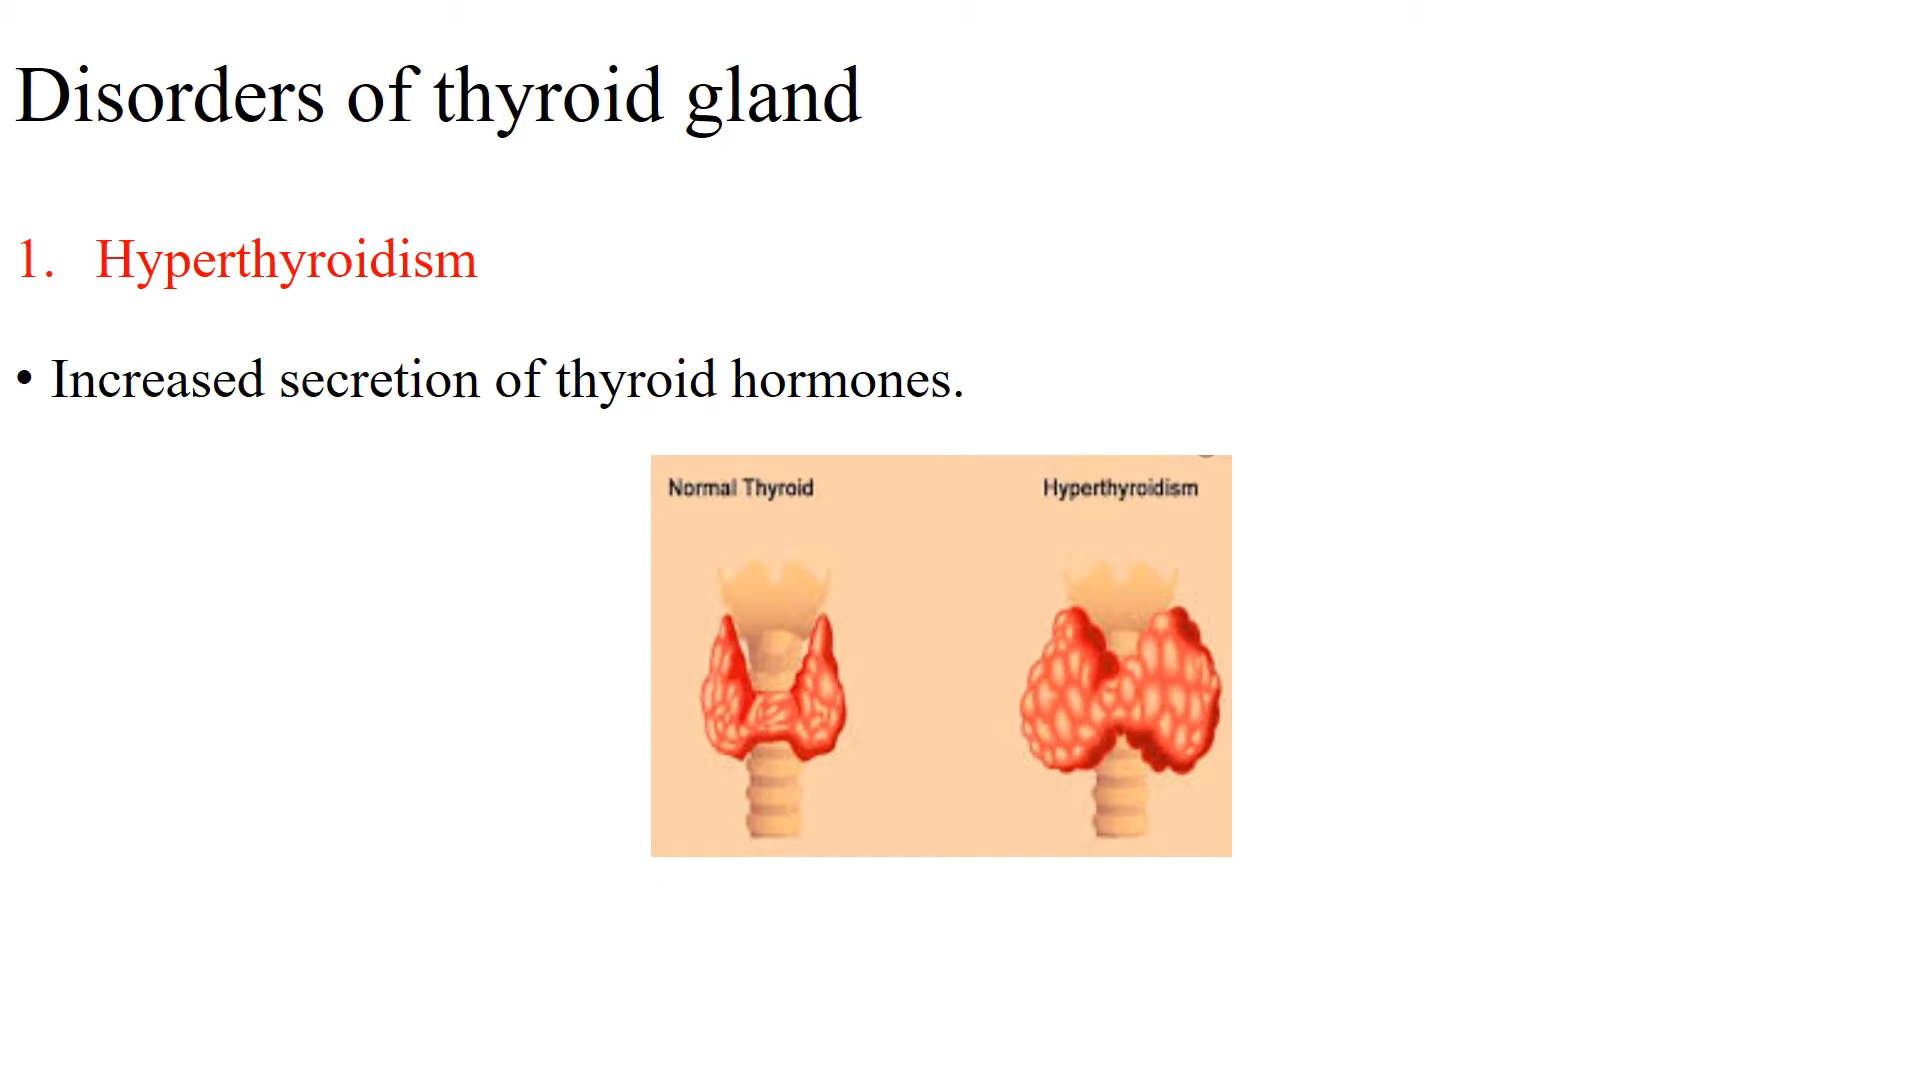 Disorders of thyroid gland
1. Hyperthyroidism
• Increased secretion of thyroid hormones.
Normal Thyroid
Hyperthyroidism